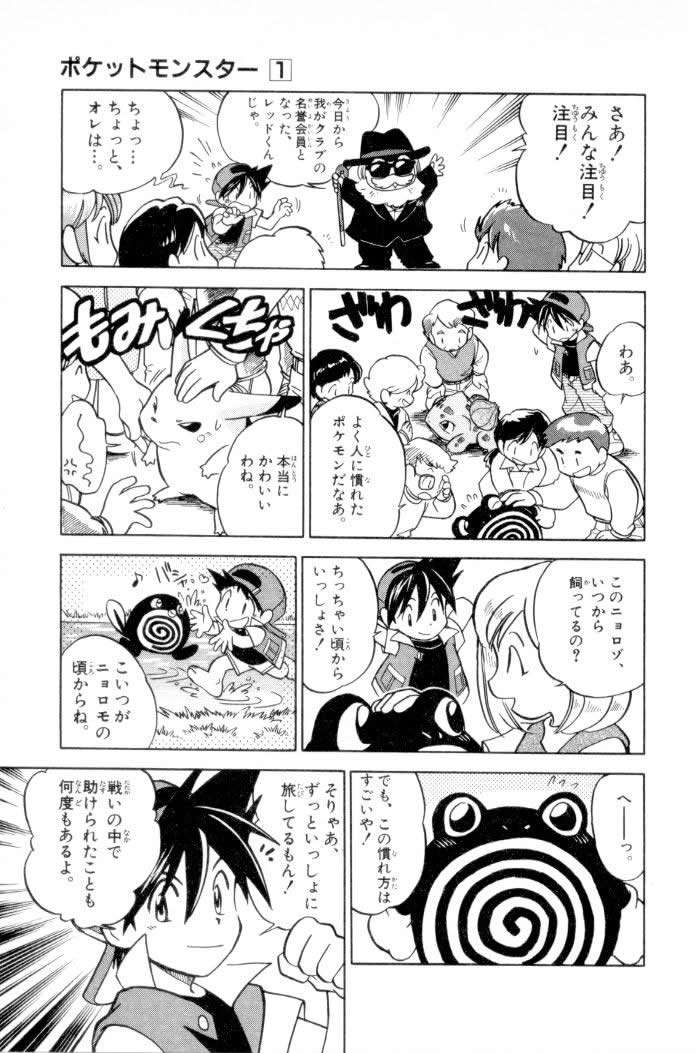 ポケットモンスター 1
さあ!
みんな注目!
注目!
今日から
我がクラブの
名誉会員と
なった、
レッドくん
じゃ。
ちょっ…
ちょっと、
オレは…。
わあ。
ざわ
ざわ
よく人に慣れた
ポケモンだなあ。
もみ
くちゃ
本当に
かわいい
わね。
このニョロゾ、
いつから
飼ってるの?
ちっちゃい頃から
いっしょさ!
こいつが
ニョロモの
頃からね。
へーっ。
でも、この慣れ方は
すごいや!
そりゃあ、
ずっといっしょに
旅してるもん!
戦いの中で
助けられたことも
何度もあるよ。